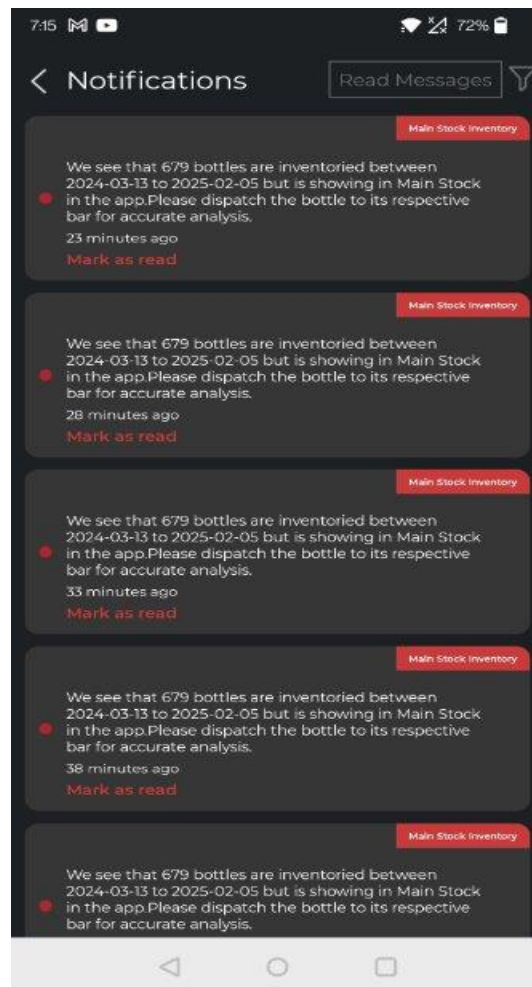 7:15
72%
Notifications
Read Messages
Main Stock Inventory
We see that 679 bottles are inventoried between
2024-03-13 to 2025-02-05 but is showing in Main Stock
in the app.Please dispatch the bottle to its respective
bar for accurate analysis.
23 minutes ago
Mark as read
Main Stock Inventory
We see that 679 bottles are inventoried between
2024-03-13 to 2025-02-05 but is showing in Main Stock
in the app.Please dispatch the bottle to its respective
bar for accurate analysis.
28 minutes ago
Mark as read
Main Stock Inventory
We see that 679 bottles are inventoried between
2024-03-13 to 2025-02-05 but is showing in Main Stock
in the app.Please dispatch the bottle to its respective
bar for accurate analysis.
33 minutes ago
Mark as read
Main Stock Inventory
We see that 679 bottles are inventoried between
2024-03-13 to 2025-02-05 but is showing in Main Stock
in the app.Please dispatch the bottle to its respective
bar for accurate analysis.
38 minutes ago
Mark as read
Main Stock Inventory
We see that 679 bottles are inventoried between
2024-03-13 to 2025-02-05 but is showing in Main Stock
in the app.Please dispatch the bottle to its respective
bar for accurate analysis.